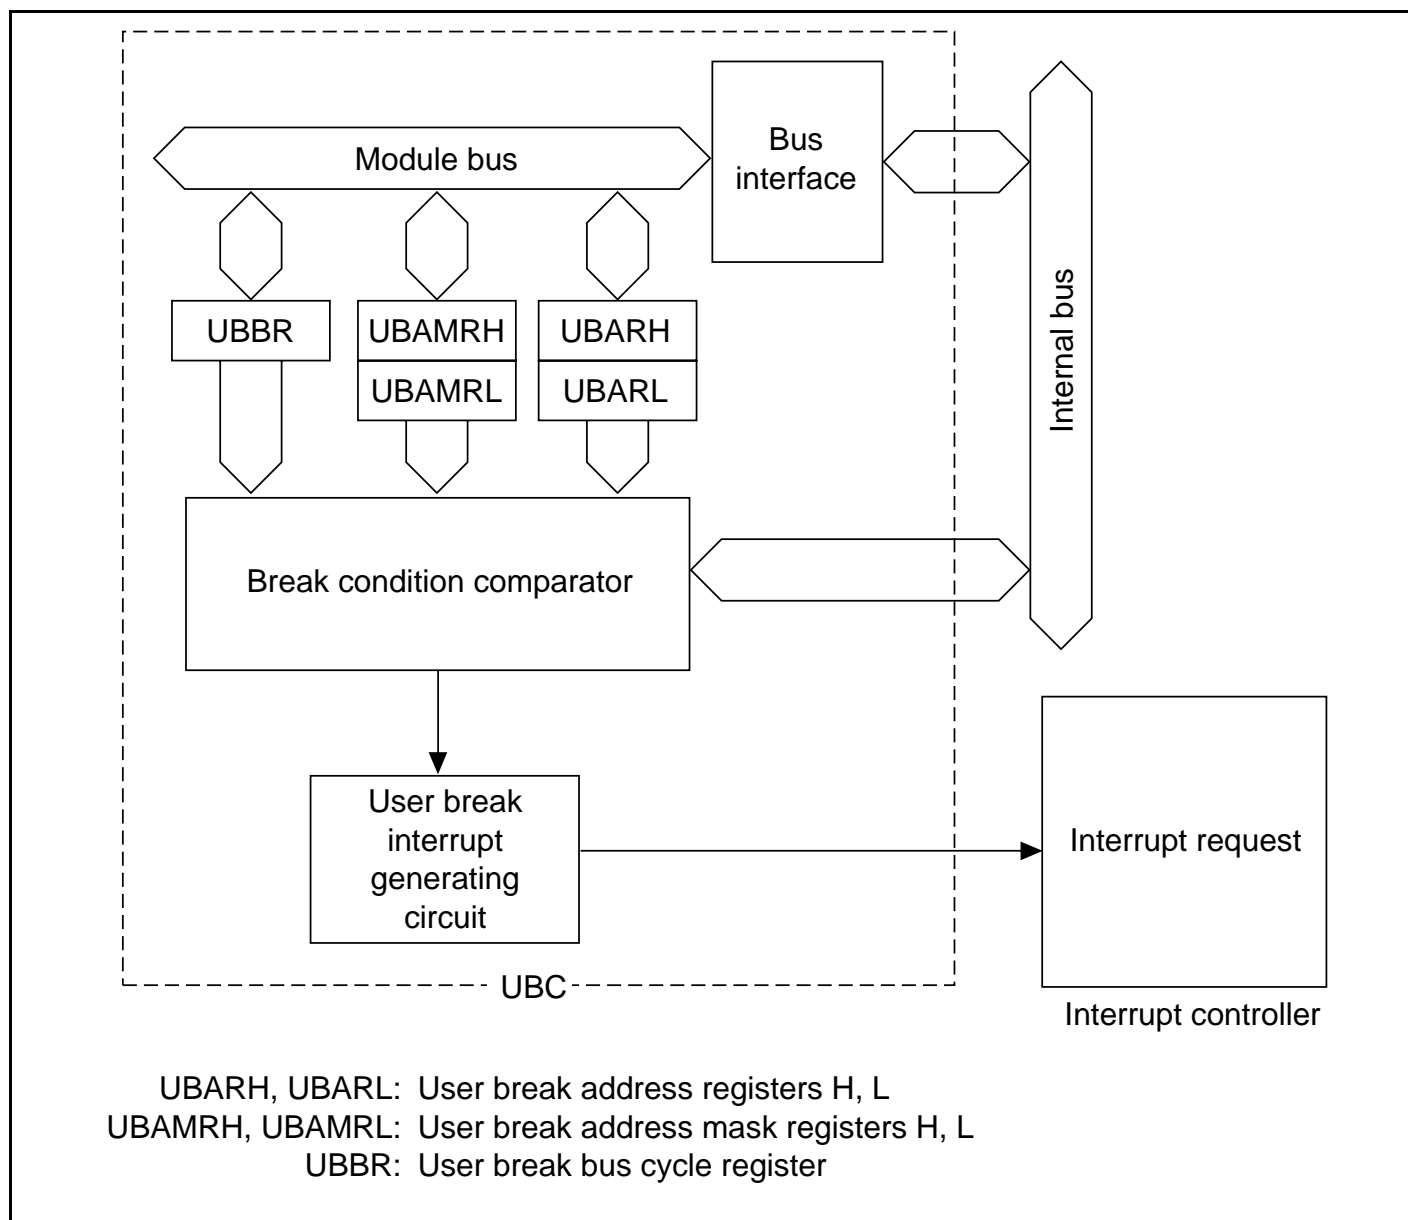 Module bus
Bus
interface
Internal bus
UBBR
UBAMRH
UBARH
UBAMRL
UBARL
Break condition comparator
User break
interrupt
generating
circuit
Interrupt request
UBC
Interrupt controller
UBARH, UBARL: User break address registers H, L
UBAMRH, UBAMRL: User break address mask registers H, L
UBBR: User break bus cycle register